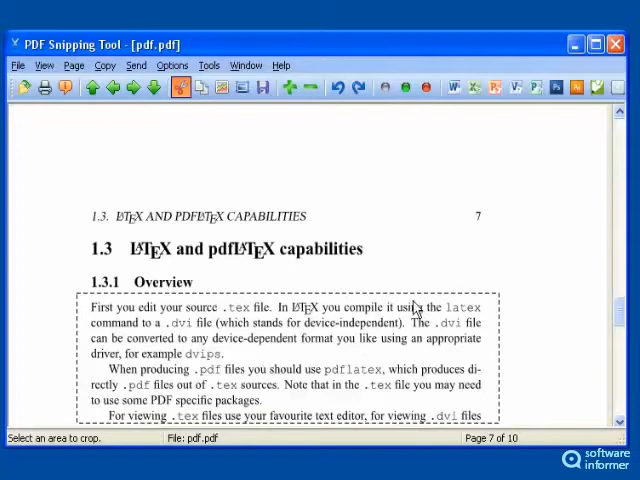 PDF Snipping Tool - [pdf.pdf]
File View Page Copy Send Options Tools Window Help
1.3. LATEX AND PDFLATEX CAPABILITIES 7
1.3 LATEX and pdfLATEX capabilities
1.3.1 Overview
First you edit your source .tex file. In LATEX you compile it using the latex
command to a .dvi file (which stands for device-independent). The .dvi file
can be converted to any device-dependent format you like using an appropriate
driver, for example dvips.
When producing .pdf files you should use pdflatex, which produces di-
rectly .pdf files out of .tex sources. Note that in the .tex file you may need
to use some PDF specific packages.
For viewing .tex files use your favourite text editor, for viewing .dvi files
Select an area to crop. File: pdf.pdf Page 7 of 10
software
informer